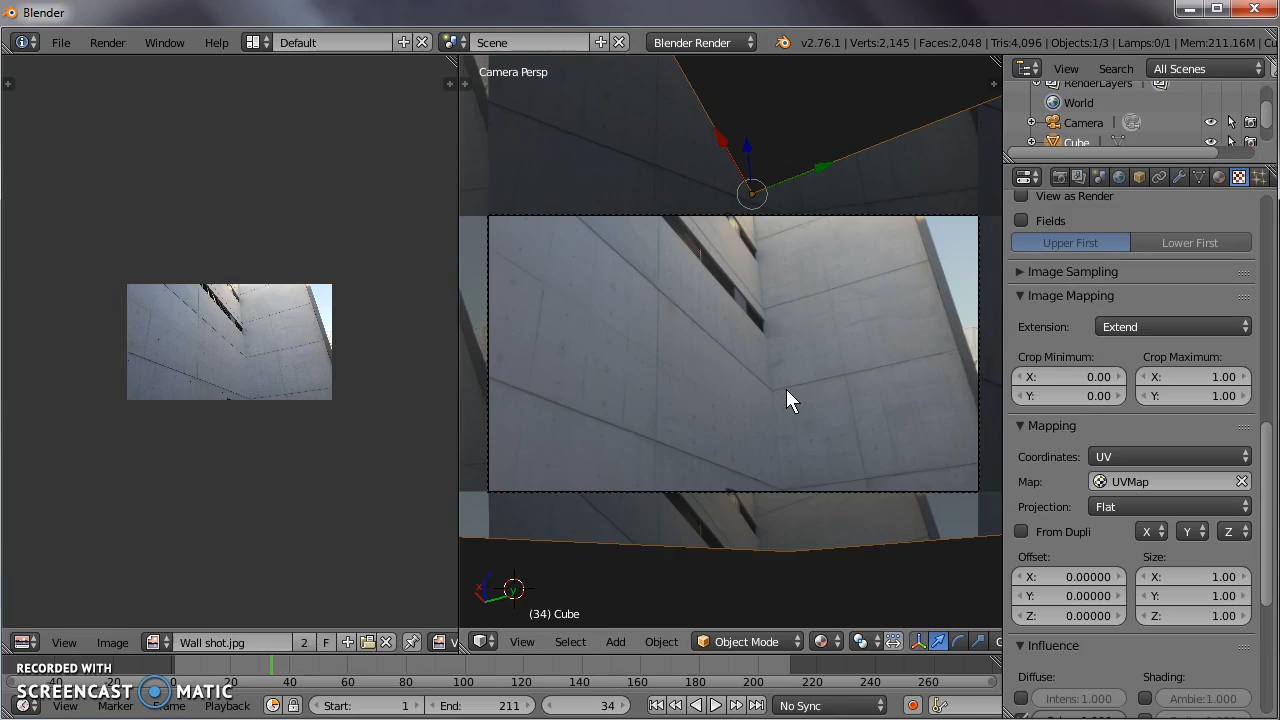 Blender
File Render Window Help Default Scene Blender Render v2.76.1 | Verts:2,145 | Faces:2,048 | Tris:4,096 | Objects:1/3 | Lamps:0/1 | Mem:211.16M | Cu
View Search All Scenes
RenderLayers
World
Camera
Cube
Camera Persp
View as Render
Fields
Upper First Lower First
Image Sampling
Image Mapping
Extension: Extend
Crop Minimum: Crop Maximum:
X: 0.00 X: 1.00
Y: 0.00 Y: 1.00
Mapping
Coordinates: UV
Map: UVMap
Projection: Flat
From Dupli X Y Z
Offset: Size:
X: 0.00000 X: 1.00
Y: 0.00000 Y: 1.00
Z: 0.00000 Z: 1.00
Influence
Diffuse: Shading:
Intens:1.000 Ambie:1.000
(34) Cube
View Image Wall shot.jpg 2 F V View Select Add Object Object Mode G
RECORDED WITH
SCREENCAST MATIC
-40 -20 0 20 40 60 80 100 120 140 160 180 200 220 240 260
View Marker Frame Playback Start: 1 End: 211 34 No Sync